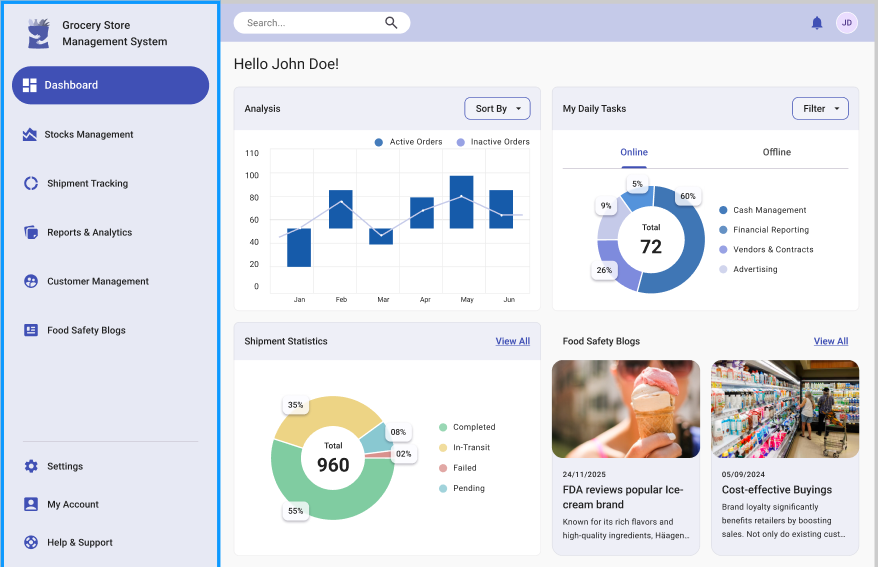 Grocery Store
Management System
Dashboard
Stocks Management
Shipment Tracking
Reports & Analytics
Customer Management
Food Safety Blogs
Settings
My Account
Help & Support
Search...
JD
Hello John Doe!
Analysis
Sort By
Active Orders
Inactive Orders
110
100
80
60
40
20
0
Jan
Feb
Mar
Apr
May
Jun
My Daily Tasks
Filter
Online
Offline
5%
60%
9%
26%
Total
72
Cash Management
Financial Reporting
Vendors & Contracts
Advertising
Shipment Statistics
View All
35%
08%
02%
55%
Total
960
Completed
In-Transit
Failed
Pending
Food Safety Blogs
View All
24/11/2025
FDA reviews popular Ice-
cream brand
Known for its rich flavors and
high-quality ingredients, Häagen...
05/09/2024
Cost-effective Buyings
Brand loyalty significantly
benefits retailers by boosting
sales. Not only do existing cust...